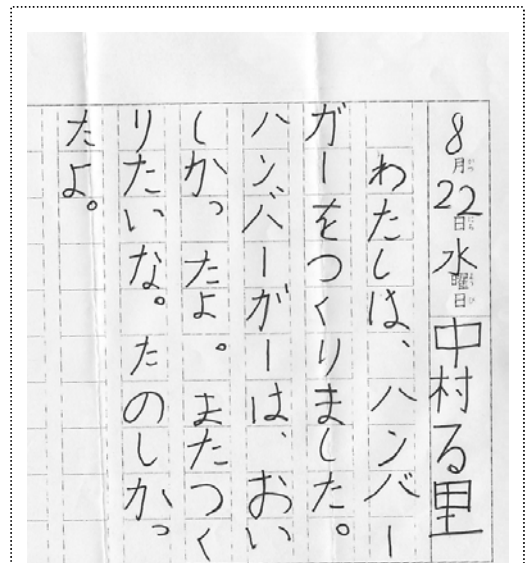 8月22日水曜日中村る里
わたしは、ハンバー
ガーをつくりました。
ハンバーガーは、おい
しかったよ。またつく
りたいな。たのしかっ
たよ。